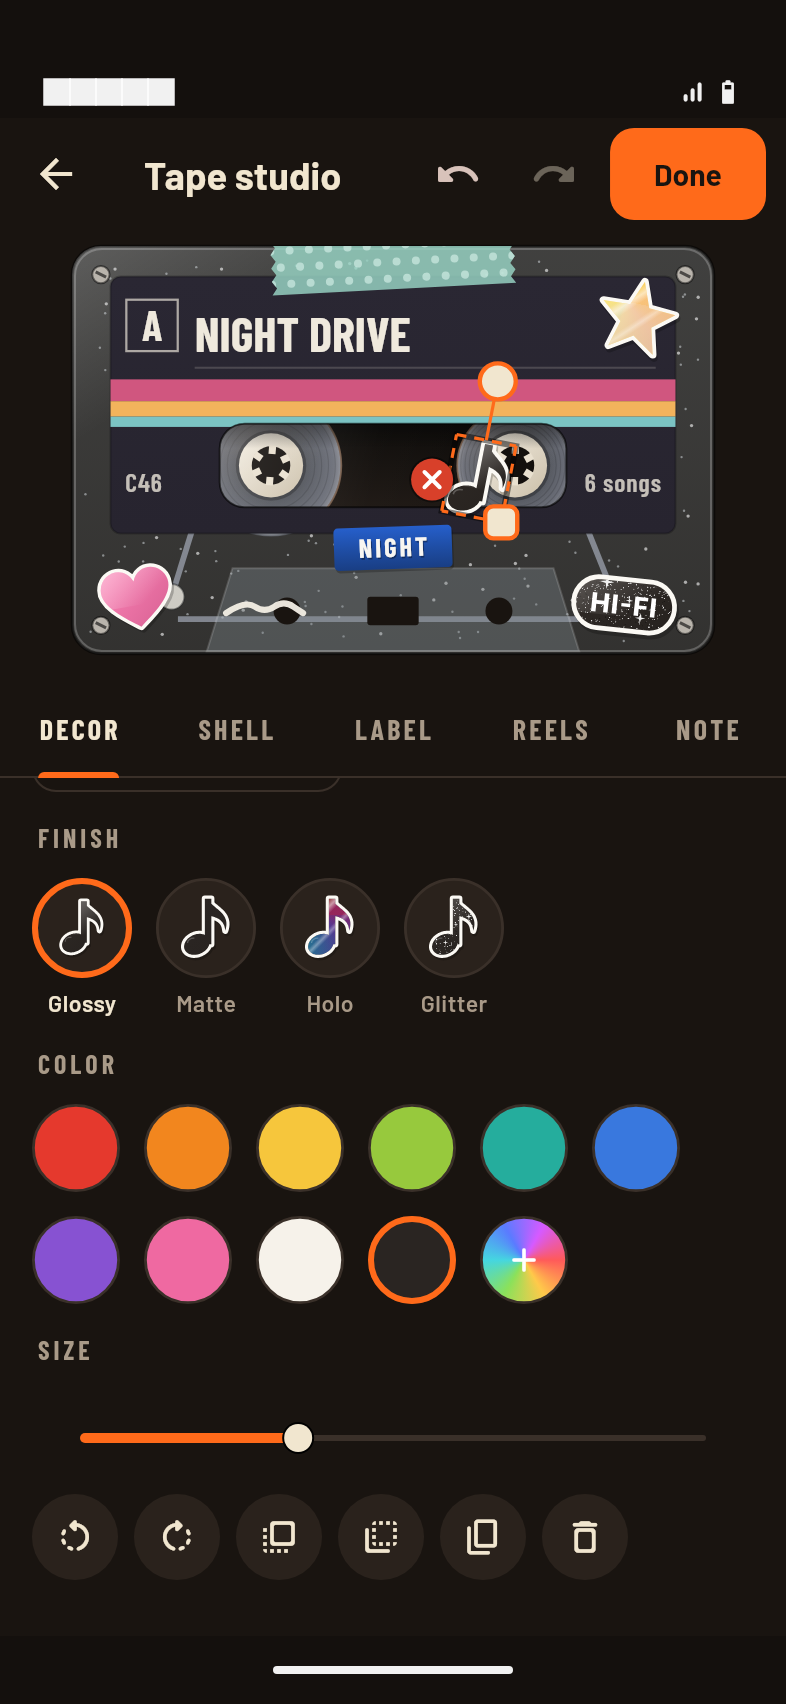 Tape studio
Done
A
NIGHT DRIVE
C46
6 songs
NIGHT
HI-FI
DECOR
SHELL
LABEL
REELS
NOTE
FINISH
Glossy
Matte
Holo
Glitter
COLOR
SIZE